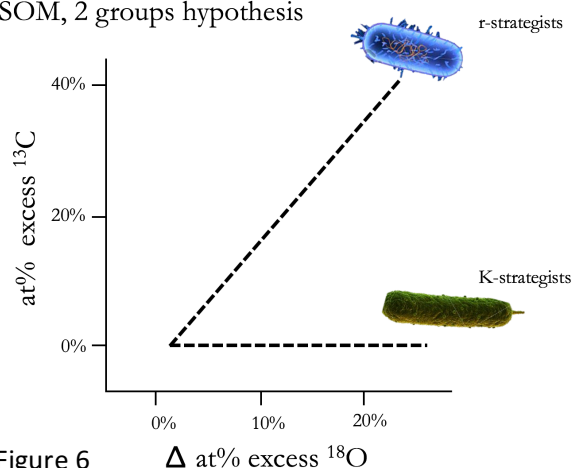 SOM, 2 groups hypothesis
r-strategists
40%
20%
0%
at% excess ¹³C
K-strategists
0% 10% 20%
Δ at% excess ¹⁸O
Figure 6